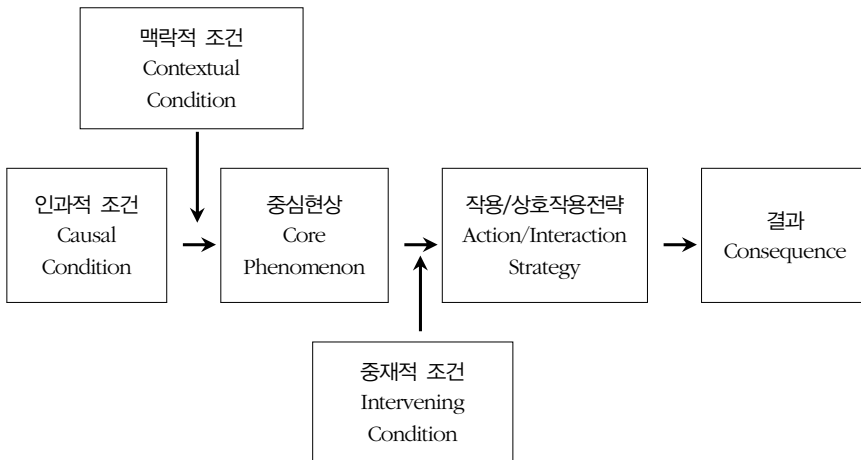 맥락적 조건
Contextual
Condition
인과적 조건
Causal
Condition
중심현상
Core
Phenomenon
작용/상호작용전략
Action/Interaction
Strategy
결과
Consequence
중재적 조건
Intervening
Condition